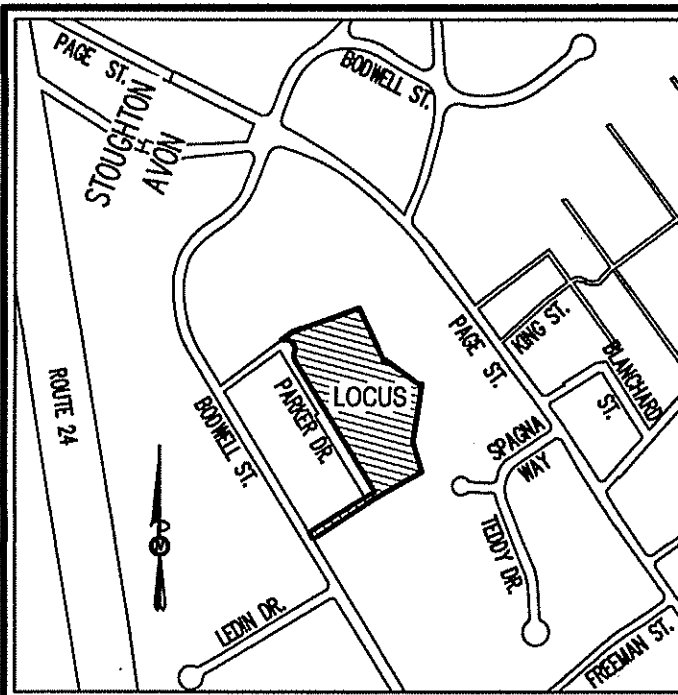 PAGE ST.
BODWELL ST.
STOUGHTON
AVON
PAGE ST.
KING ST.
BLANCHARD
ST.
LOCUS
PARKER DR.
ROUTE 24
BODWELL ST.
SPAGNA
WAY
TEDDY DR.
LEDIN DR.
FREEMAN ST.